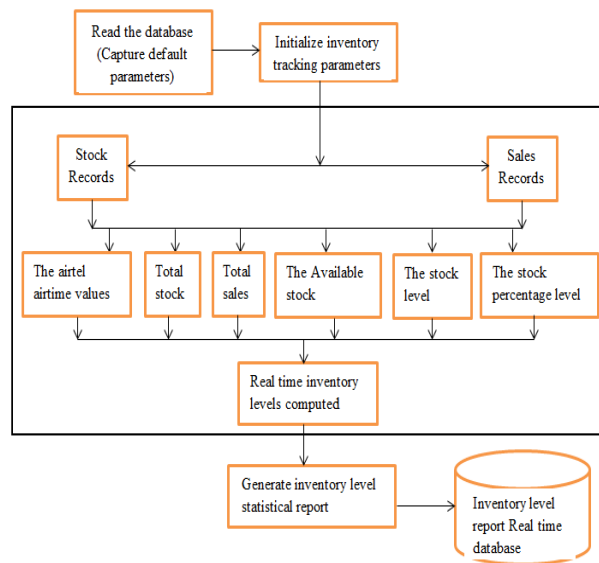 Read the database
(Capture default
parameters)
Initialize inventory
tracking parameters
Stock
Records
Sales
Records
The airtel
airtime values
Total
stock
Total
sales
The Available
stock
The stock
level
The stock
percentage level
Real time inventory
levels computed
Generate inventory level
statistical report
Inventory level
report Real time
database